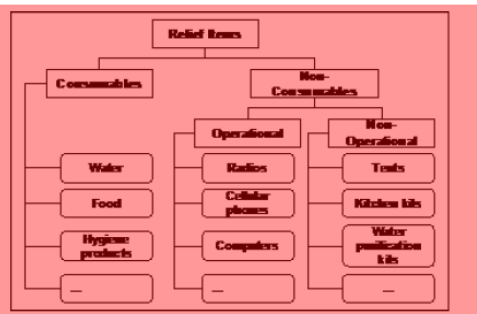 Relief Items
Consumables
Non-
Consumables
Operational
Non-
Operational
Water
Radios
Tents
Food
Cellular
phones
Kitchen kits
Hygiene
products
Computers
Water
purification
kits
...
...
...